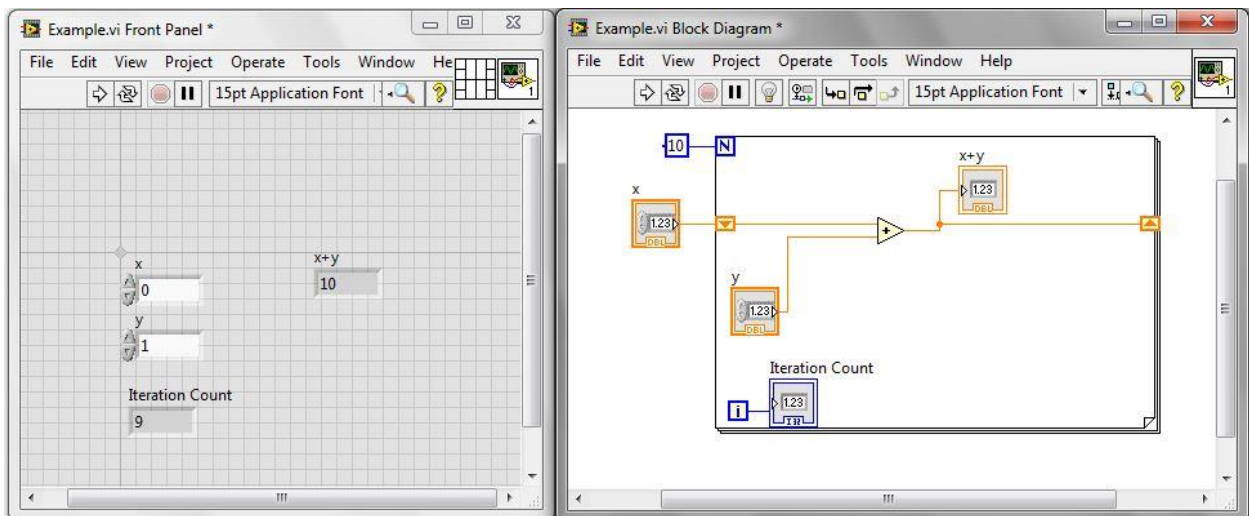 Example.vi Front Panel *
File Edit View Project Operate Tools Window He
15pt Application Font
1
x
0
y
1
x+y
10
Iteration Count
9
Example.vi Block Diagram *
File Edit View Project Operate Tools Window Help
15pt Application Font
1
10
N
x
1.23
DBL
x+y
1.23
DBL
+
y
1.23
DBL
Iteration Count
i
1.23
I32